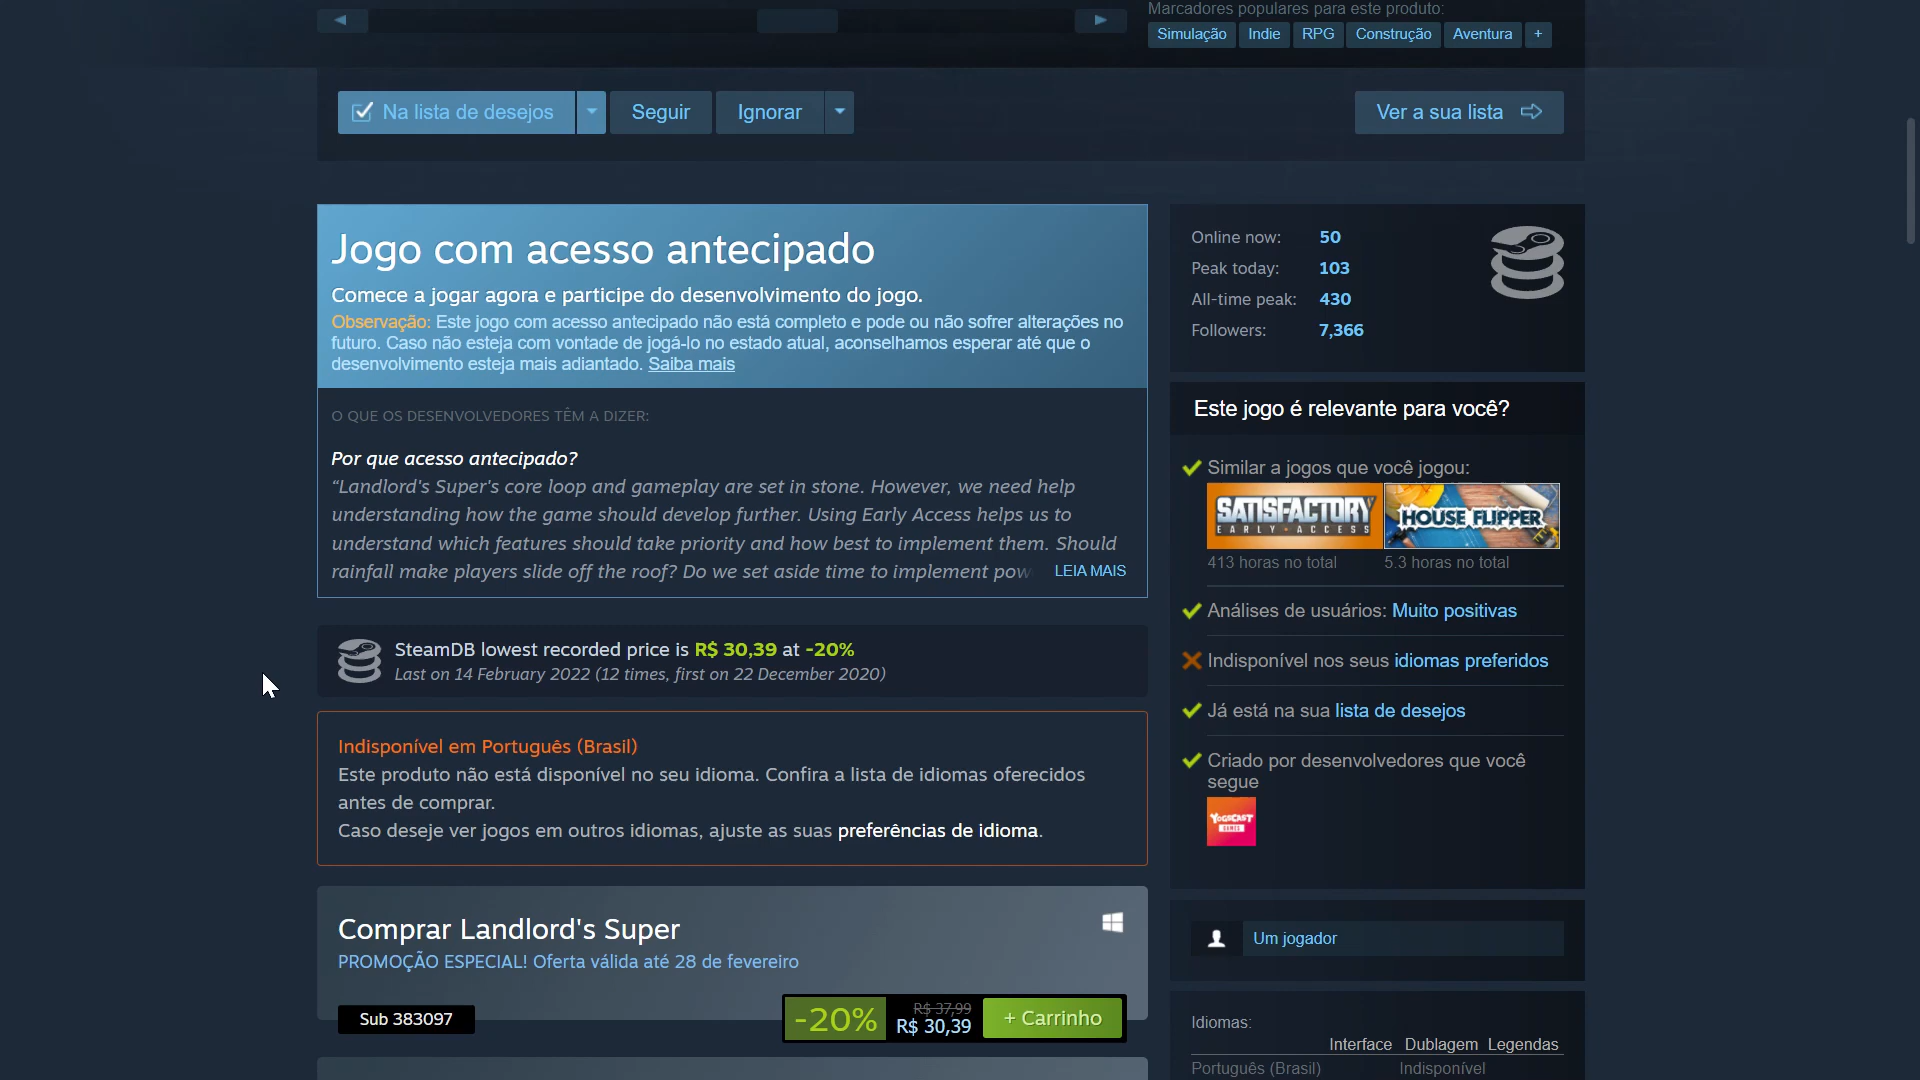 Marcadores populares para este produto:
Simulação Indie RPG Construção Aventura +
Na lista de desejos Seguir Ignorar Ver a sua lista
Jogo com acesso antecipado
Comece a jogar agora e participe do desenvolvimento do jogo.
Observação: Este jogo com acesso antecipado não está completo e pode ou não sofrer alterações no
futuro. Caso não esteja com vontade de jogá-lo no estado atual, aconselhamos esperar até que o
desenvolvimento esteja mais adiantado. Saiba mais
O QUE OS DESENVOLVEDORES TÊM A DIZER:
Por que acesso antecipado?
“Landlord's Super's core loop and gameplay are set in stone. However, we need help
understanding how the game should develop further. Using Early Access helps us to
understand which features should take priority and how best to implement them. Should
rainfall make players slide off the roof? Do we set aside time to implement pow LEIA MAIS
SteamDB lowest recorded price is R$ 30,39 at -20%
Last on 14 February 2022 (12 times, first on 22 December 2020)
Indisponível em Português (Brasil)
Este produto não está disponível no seu idioma. Confira a lista de idiomas oferecidos
antes de comprar.
Caso deseje ver jogos em outros idiomas, ajuste as suas preferências de idioma.
Comprar Landlord's Super
PROMOÇÃO ESPECIAL! Oferta válida até 28 de fevereiro
Sub 383097
-20% R$ 37,99
R$ 30,39
+ Carrinho
Online now: 50
Peak today: 103
All-time peak: 430
Followers: 7,366
Este jogo é relevante para você?
Similar a jogos que você jogou:
SATISFACTORY
EARLY ACCESS
HOUSE FLIPPER
413 horas no total 5.3 horas no total
Análises de usuários: Muito positivas
Indisponível nos seus idiomas preferidos
Já está na sua lista de desejos
Criado por desenvolvedores que você
segue
YOGSCAST
GAMES
Um jogador
Idiomas:
Interface Dublagem Legendas
Português (Brasil) Indisponível